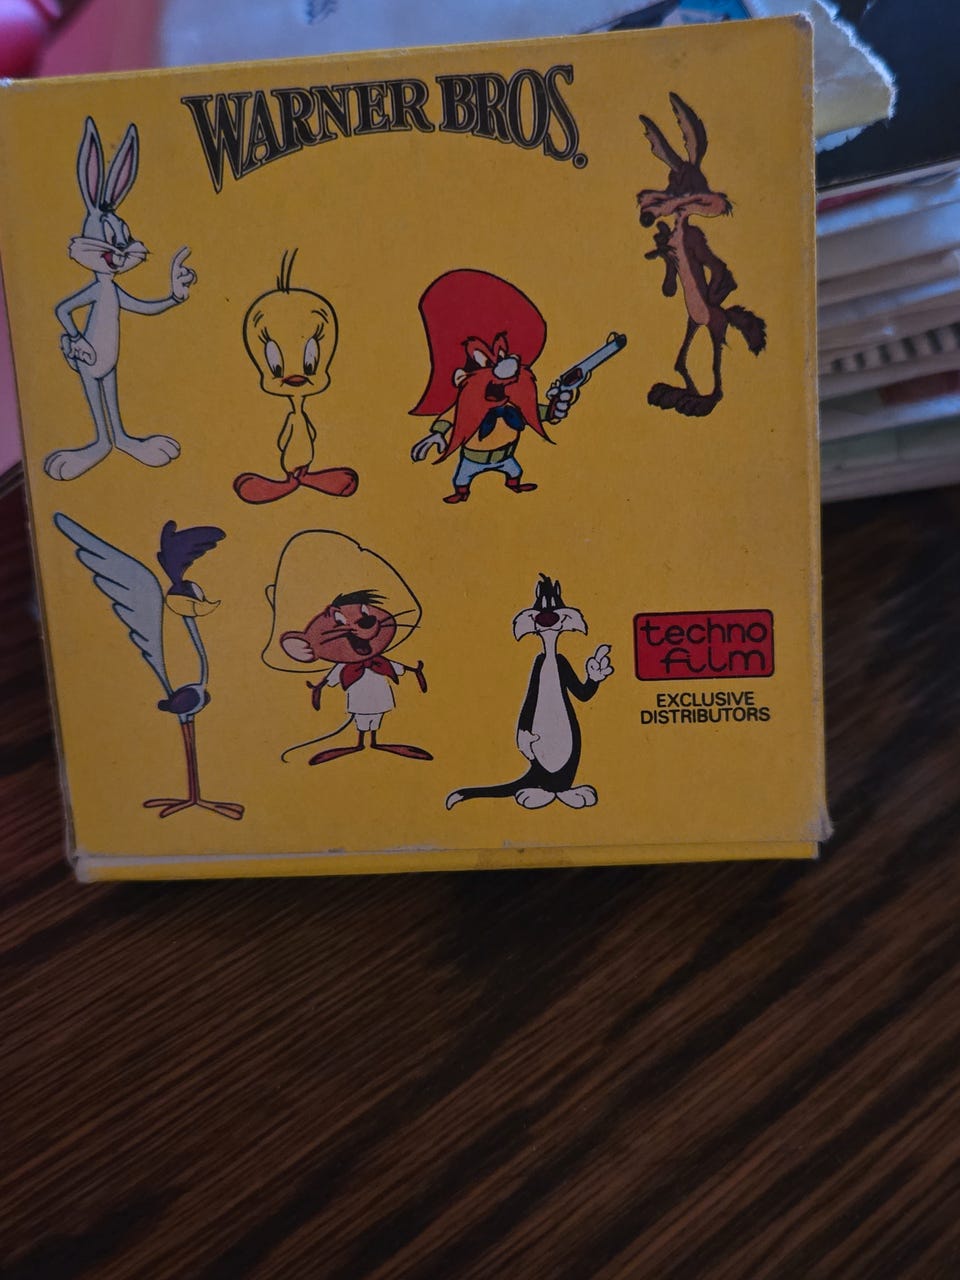 WARNER BROS.
techno
film
EXCLUSIVE
DISTRIBUTORS